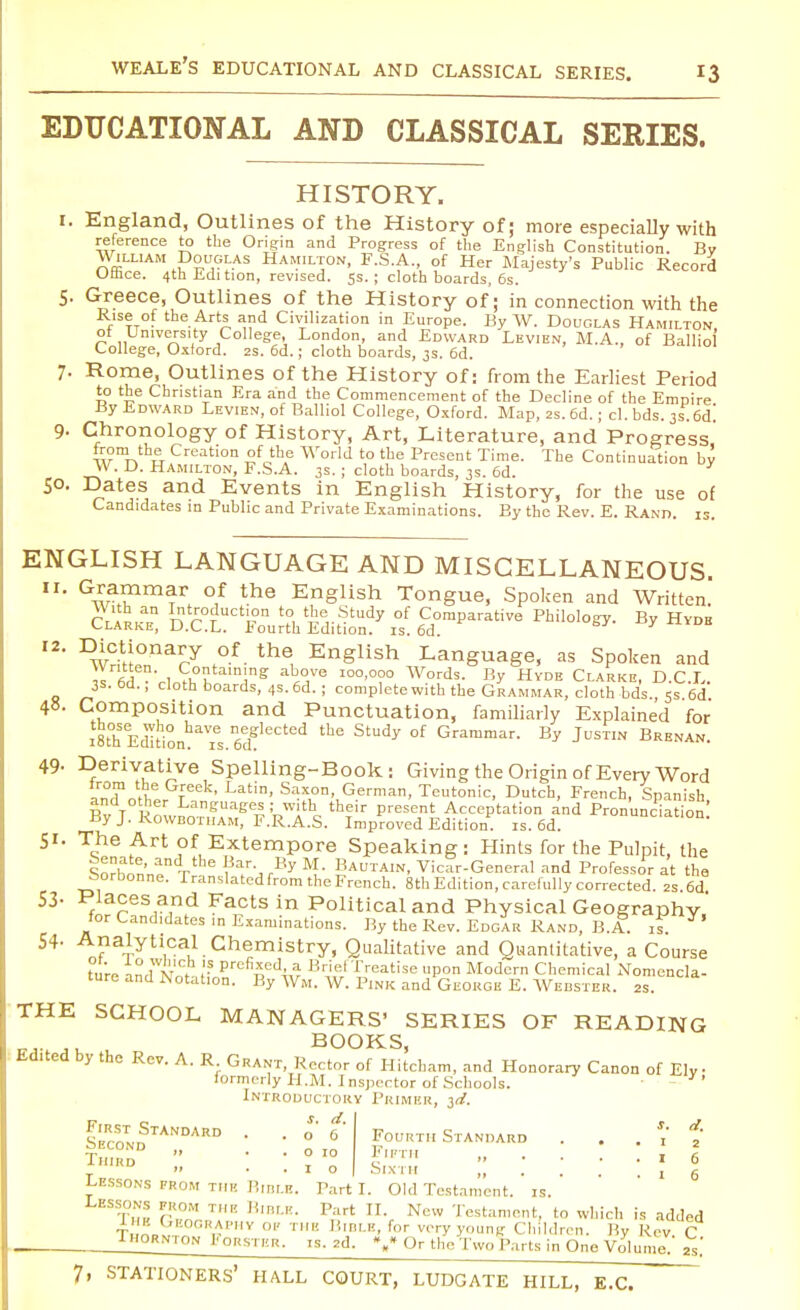 WEALE'S EDUCATIONAL AND CLASSICAL SERIES. 13
EDUCATIONAL AND CLASSICAL SERIES.
HISTORY.
1. England, Outlines of the History of; more especially with
reference to the Origin and Progress of the English Constitution. By
WILLIAM DOUGLAS HAMILTON, F.S.A., of Her Majesty's Public Record
Office. 4th Edition, revised. 5s.; cloth boards, 6s.
5. Greece, Outlines of the History of; in connection with the
Rise of the Arts and Civilization in Europe. By W. DOUGLAS HAMILTON,
of University College, London, and EDWARD LEVIEN, M.A., of Balliol
College, Oxford. 2s. 6d.; cloth boards, 3s. 6d.
7. Rome, Outlines of the History of: from the Earliest Period
to the Christian Era and the Commencement of the Decline of the Empire.
By EDWARD LEVIEN, of Balliol College, Oxford. Map, 2s. 6d.; cl. bds. 3s. 6d.
9. Chronology of History, Art, Literature, and Progress,
from the Creation of the World to the Present Time. The Continuation by
W. D. HAMILTON, F.S.A. 3s.; cloth boards, 3s. 6d.
50. Dates and Events in English History, for the use of
Candidates in Public and Private Examinations. By the Rev. E. RAND. 1s.
ENGLISH LANGUAGE AND MISCELLANEOUS.
11. Grammar of the English Tongue, Spoken and Written.
With an Introduction to the Study of Comparative Philology. By HYDE
CLARKE, D.C.L. Fourth Edition. 1s. 6d.
12. Dictionary of the English Language, as Spoken and
Written. Containing above 100,000 Words. By HYDE CLARKE, D.C.L.
3s. 6d.; cloth boards, 4s. 6d.; complete with the GRAMMAR, cloth bds., 5s. 6d.
48. Composition and Punctuation, familiarly Explained for
those who have neglected the Study of Grammar. By JUSTIN BRENAN.
18th Edition. 1s. 6d.
49. Derivative Spelling-Book: Giving the Origin of Every Word
from the Greek, Latin, Saxon, German, Teutonic, Dutch, French, Spanish,
and other Languages; with their present Acceptation and Pronunciation.
By J. ROWBOTHAM, F.R.A.S. Improved Edition. 1s. 6d.
51. The Art of Extempore Speaking: Hints for the Pulpit, the
Senate, and the Bar. By M. BAUTAIN, Vicar-General and Professor at the
Sorbonne. Translated from the French. 8th Edition, carefully corrected. 2s. 6d.
53. Places and Facts in Political and Physical Geography,
for Candidates in Examinations. By the Rev. EDGAR RAND, B.A. 1s.
54. Analytical Chemistry, Qualitative and Quantitative, a Course
of. To which is prefixed, a Brief Treatise upon Modern Chemical Nomencla-
ture and Notation. By WM. W. PINK and GEORGE E. WEBSTER. 2s.
THE SCHOOL MANAGERS' SERIES OF READING
BOOKS,
Edited by the Rev. A. R. GRANT, Rector of Hitcham, and Honorary Canon of Ely;
formerly H.M. Inspector of Schools.
INTRODUCTORY PRIMER, 3d.
s. d.
FIRST STANDARD . . 0 6
SECOND " . . 0 10
THIRD " . . 1 0
s. d.
FOURTH STANDARD . . . 1 2
FIFTH " . . . . 1 6
SIXTH " . . . . 1 6
LESSONS FROM THE BIBLE. Part I. Old Testament. 1s.
LESSONS FROM THE BIBLE. Part II. New Testament, to which is added
THE GEOGRAPHY OF THE BIBLE, for very young Children. By Rev. C.
THORNTON FORSTER. 1s. 2d. *** Or the Two Parts in One Volume. 2s.
7, STATIONERS' HALL COURT, LUDGATE HILL, E.C.